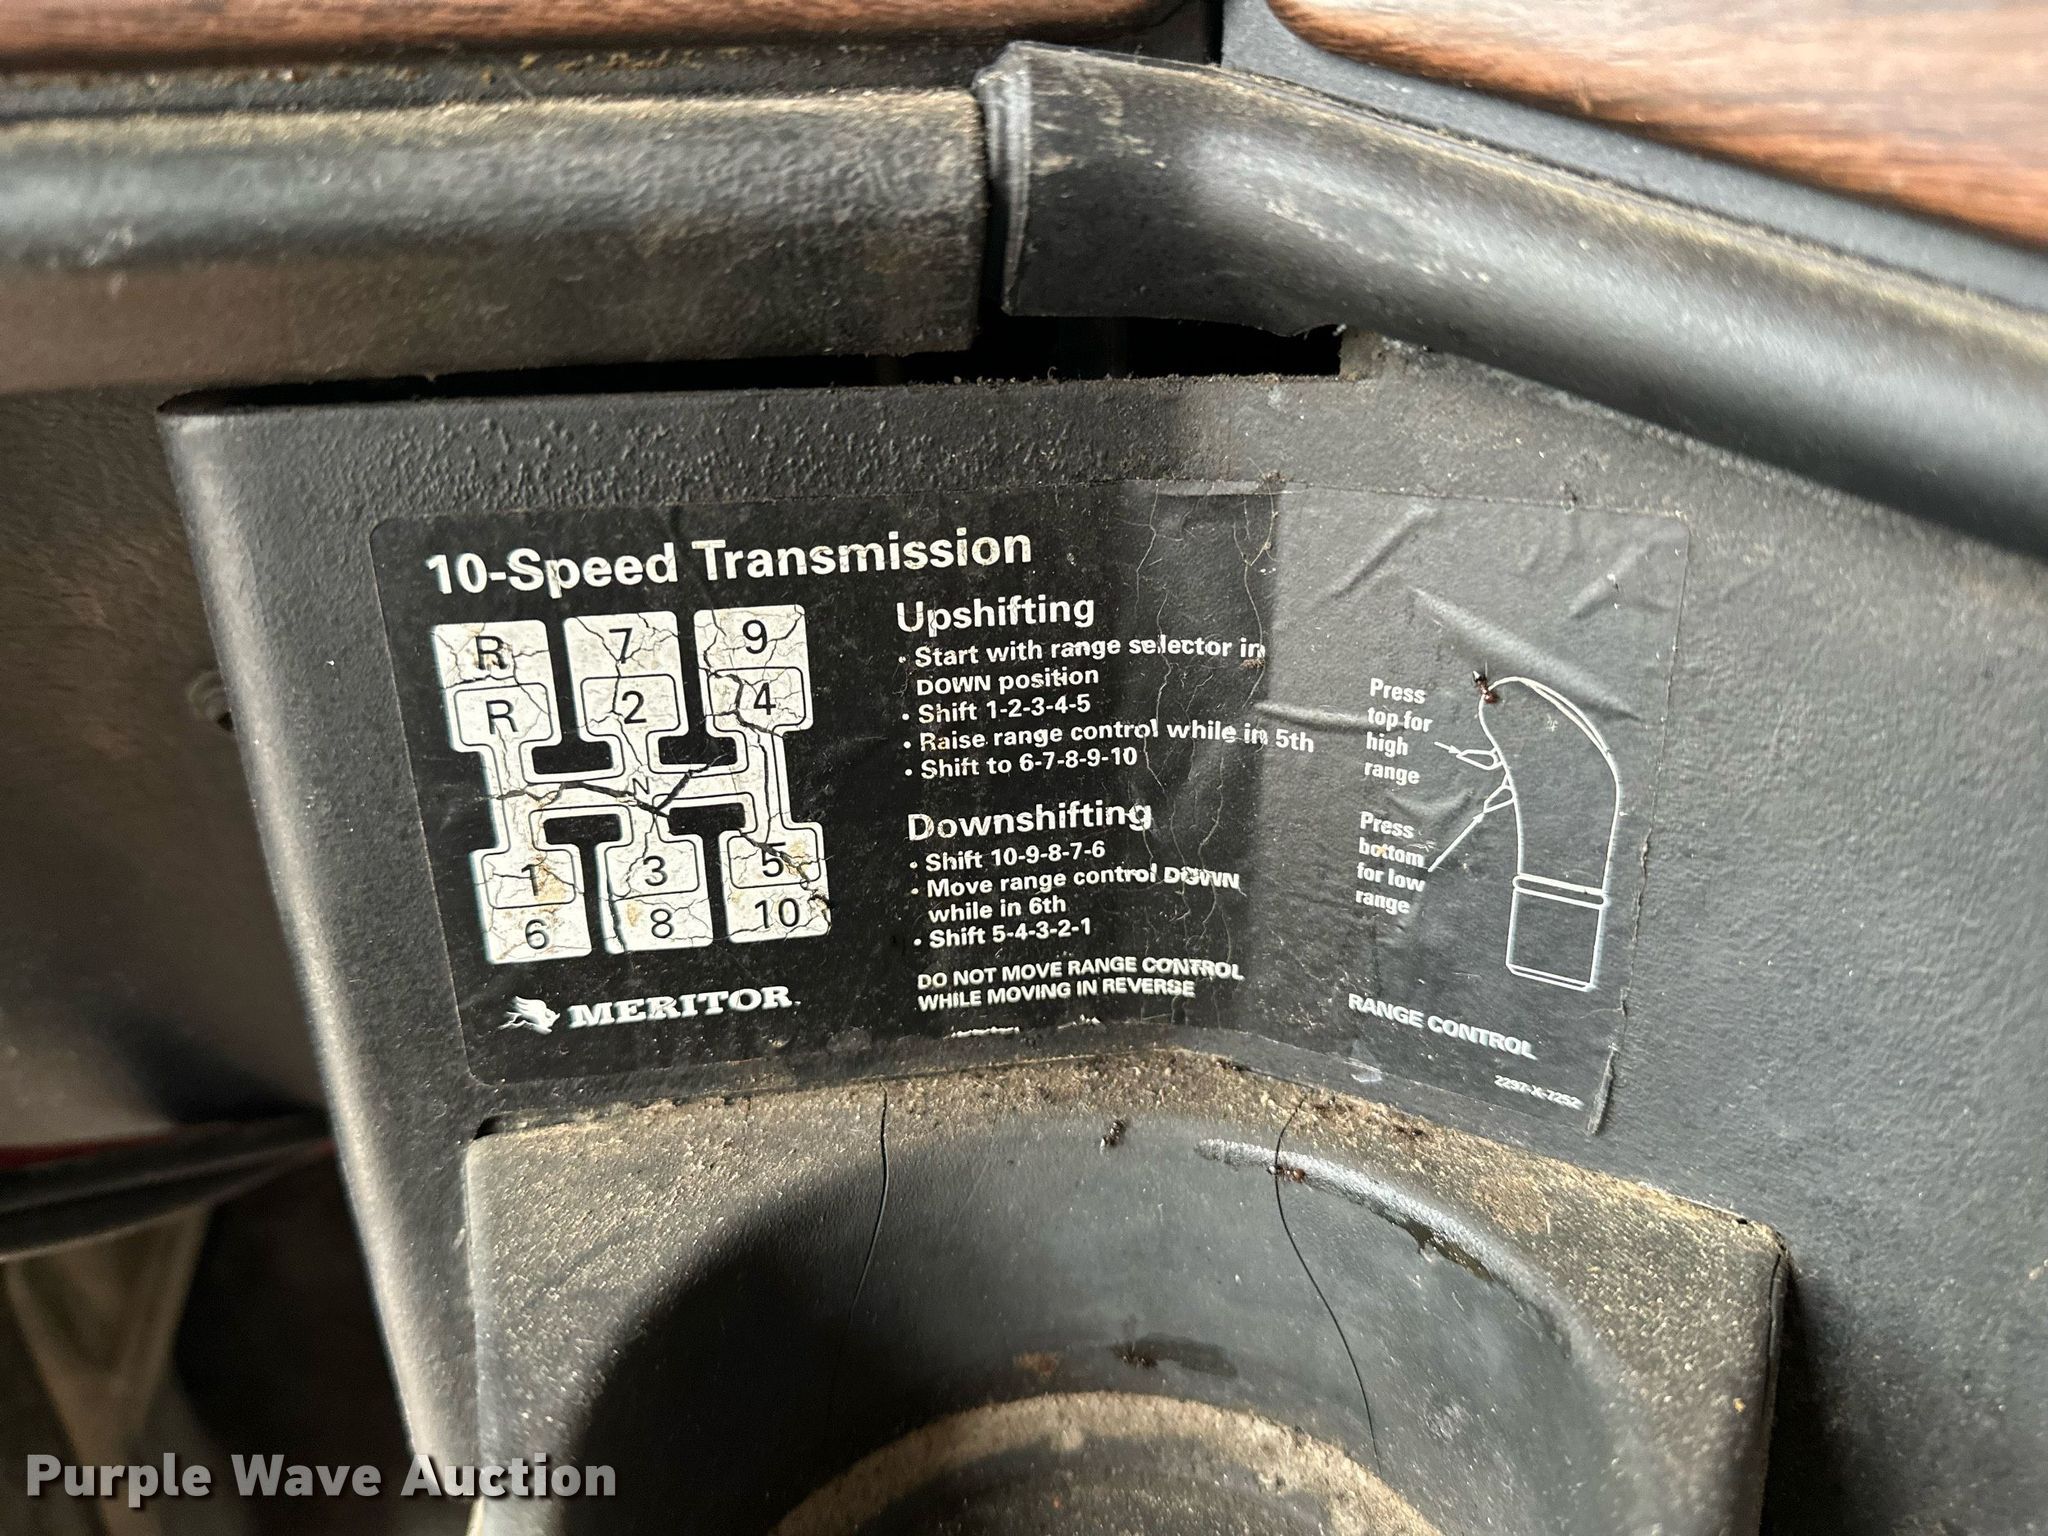 10-Speed Transmission
R 7 9
R 2 4
N
1 3 5
6 8 10
MERITOR
Upshifting
• Start with range selector in
DOWN position
• Shift 1-2-3-4-5
• Raise range control while in 5th
• Shift to 6-7-8-9-10
Downshifting
• Shift 10-9-8-7-6
• Move range control DOWN
while in 6th
• Shift 5-4-3-2-1
DO NOT MOVE RANGE CONTROL
WHILE MOVING IN REVERSE
Press
top for
high
range
Press
bottom
for low
range
RANGE CONTROL
2297-X-7252
Purple Wave Auction